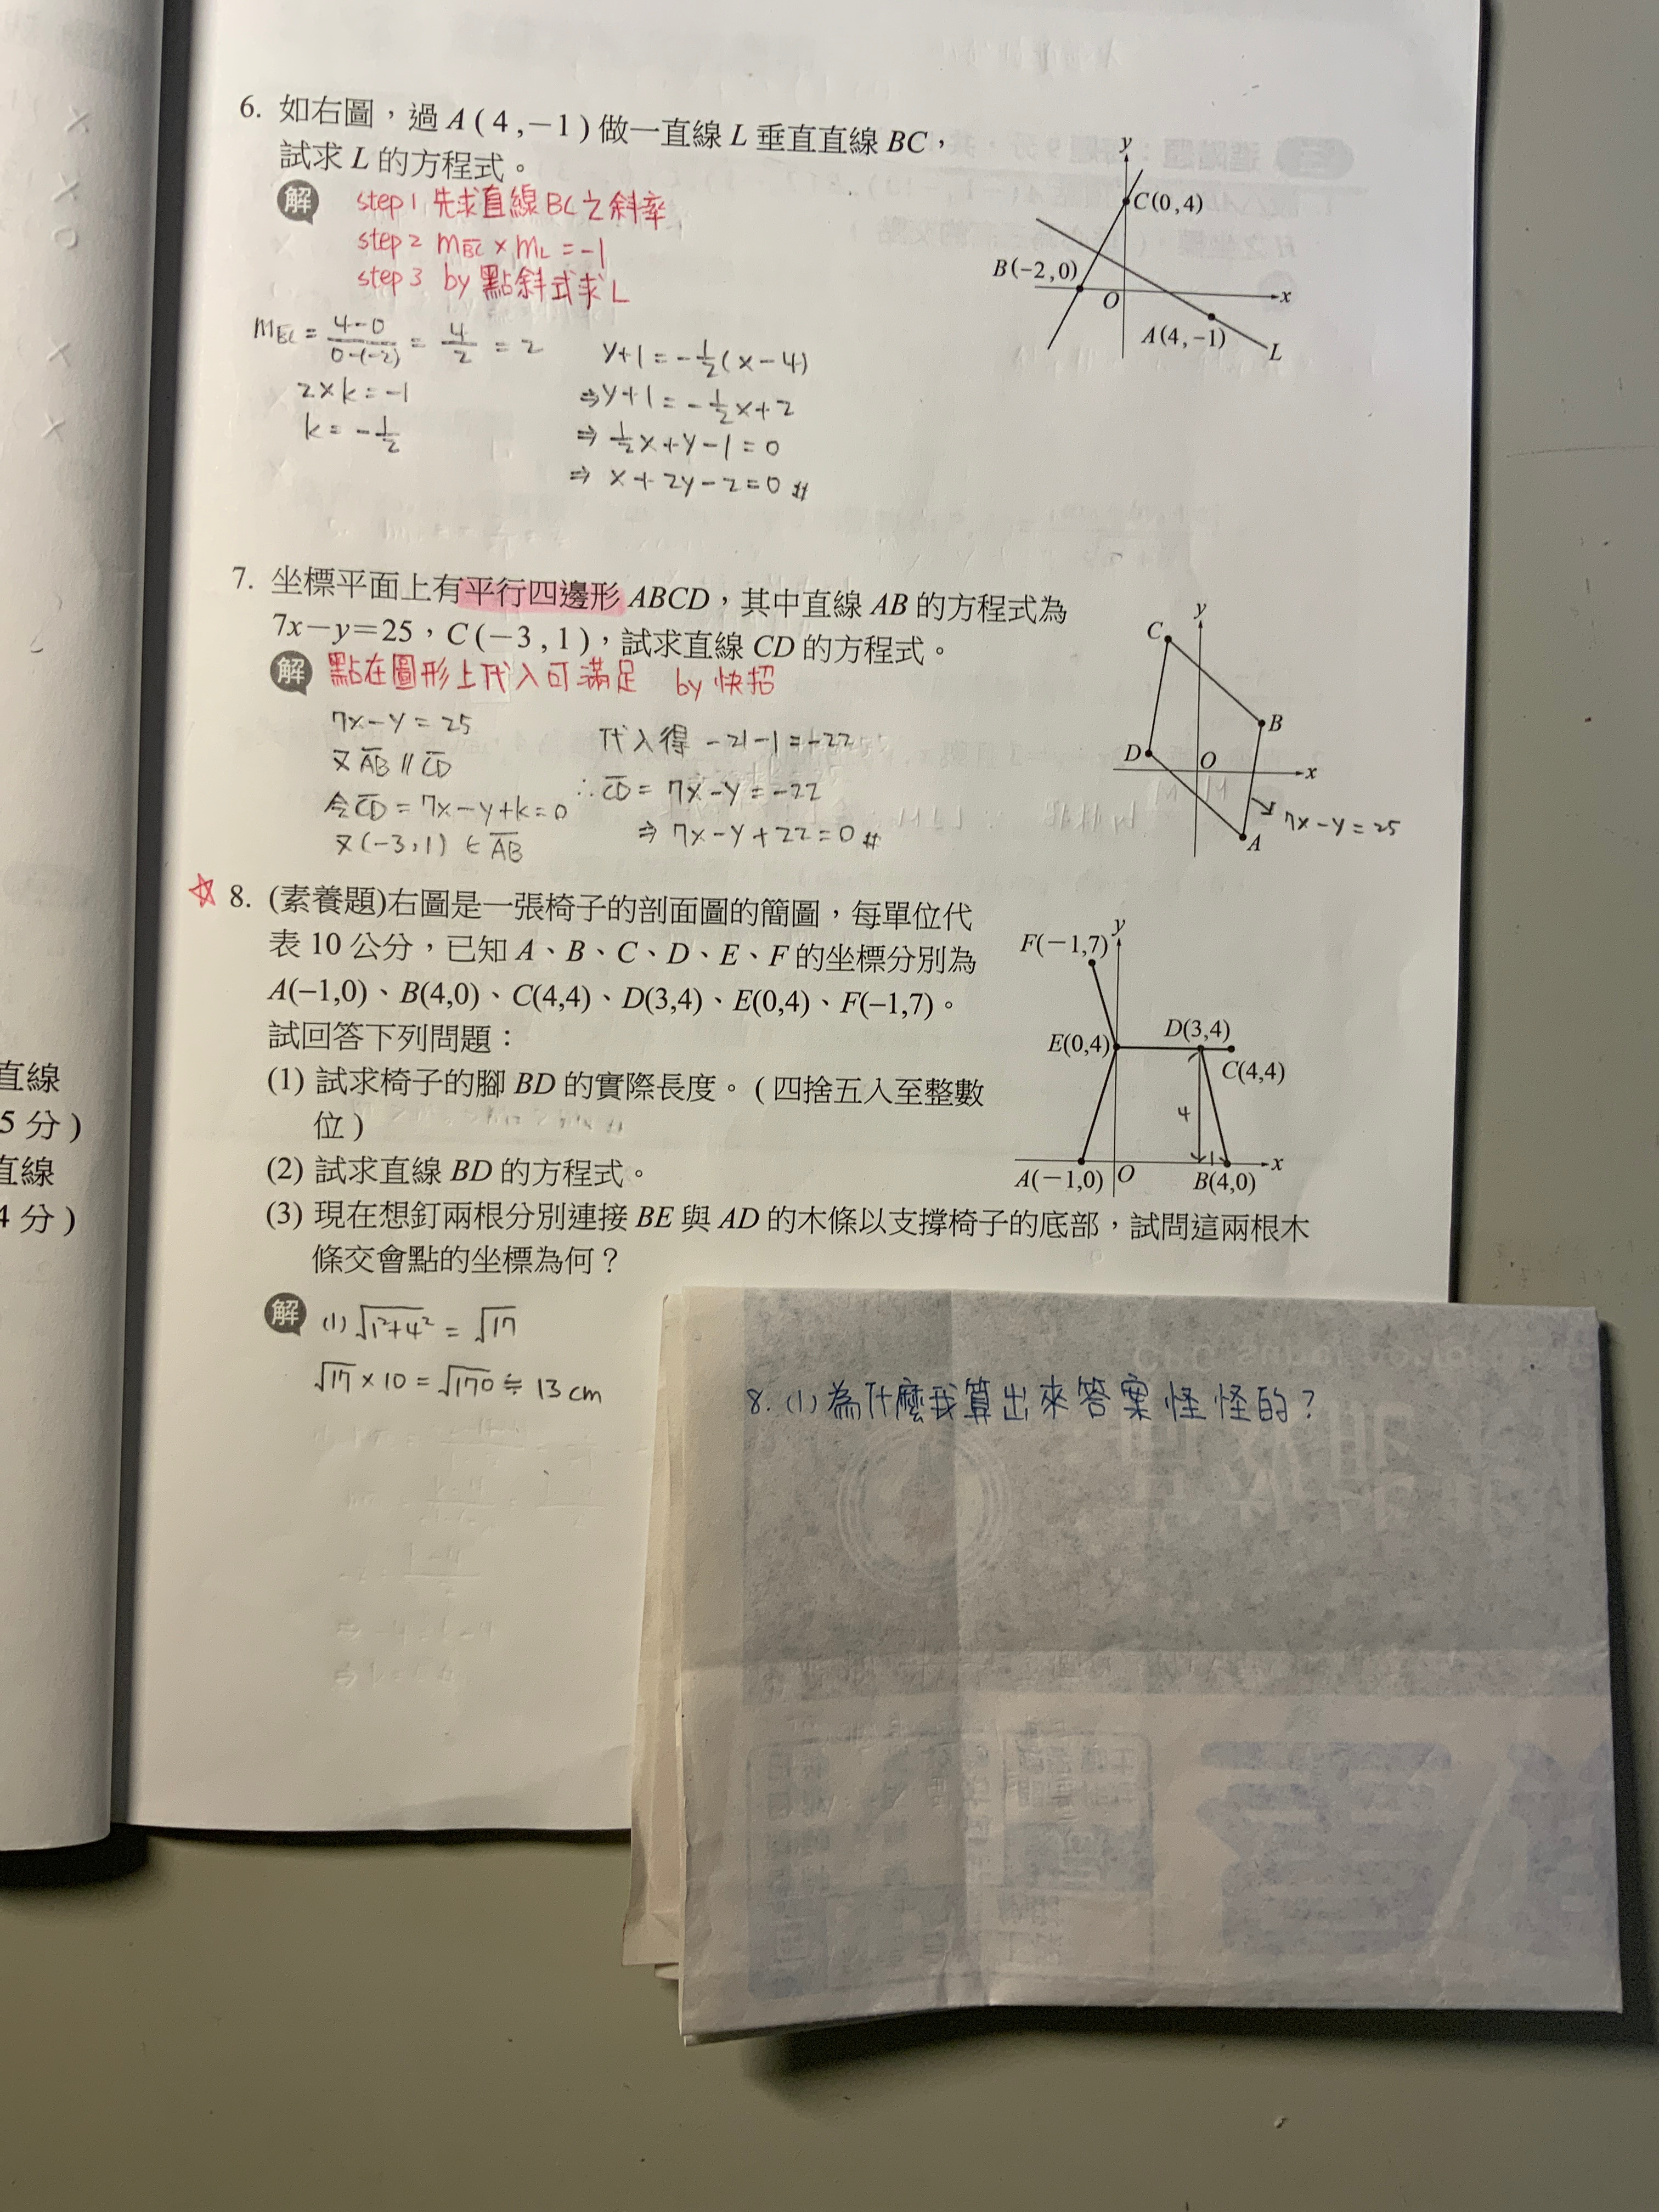 6. 如右圖，過 A ( 4 , −1 ) 做一直線 L 垂直直線 BC，
試求 L 的方程式。
解 step 1 先求直線 BC 之斜率
step 2 m_BC × m_L = −1
step 3 by 點斜式求 L
m_BC = (4−0)/(0−(−2)) = 4/2 = 2
2×k = −1
k = −1/2
y+1 = −1/2(x−4)
⇒ y+1 = −1/2x+2
⇒ 1/2x+y−1 = 0
⇒ x+2y−2 = 0 #
y
C(0,4)
B(−2,0)
O
x
A(4,−1)
L
7. 坐標平面上有平行四邊形 ABCD，其中直線 AB 的方程式為
7x−y=25，C (−3 , 1 )，試求直線 CD 的方程式。
解 點在圖形上代入可滿足 by 快招
7x−y = 25
又 AB // CD
令 CD = 7x−y+k = 0
又 (−3,1) ∈ AB
代入得 −21−1 = −22
∴ CD = 7x−y = −22
⇒ 7x−y+22 = 0 #
y
C
B
D
O
x
7x−y = 25
A
☆ 8. (素養題)右圖是一張椅子的剖面圖的簡圖，每單位代
表 10 公分，已知 A、B、C、D、E、F 的坐標分別為
A(−1,0)、B(4,0)、C(4,4)、D(3,4)、E(0,4)、F(−1,7)。
試回答下列問題：
(1) 試求椅子的腳 BD 的實際長度。( 四捨五入至整數
位 )
(2) 試求直線 BD 的方程式。
(3) 現在想釘兩根分別連接 BE 與 AD 的木條以支撐椅子的底部，試問這兩根木
條交會點的坐標為何？
y
F(−1,7)
D(3,4)
E(0,4)
C(4,4)
4
1
x
A(−1,0)
O
B(4,0)
解 (1) √(1²+4²) = √17
√17 × 10 = √170 ≒ 13 cm
8. (1) 為什麼我算出來答案怪怪的？
直線
5 分 )
直線
4 分 )